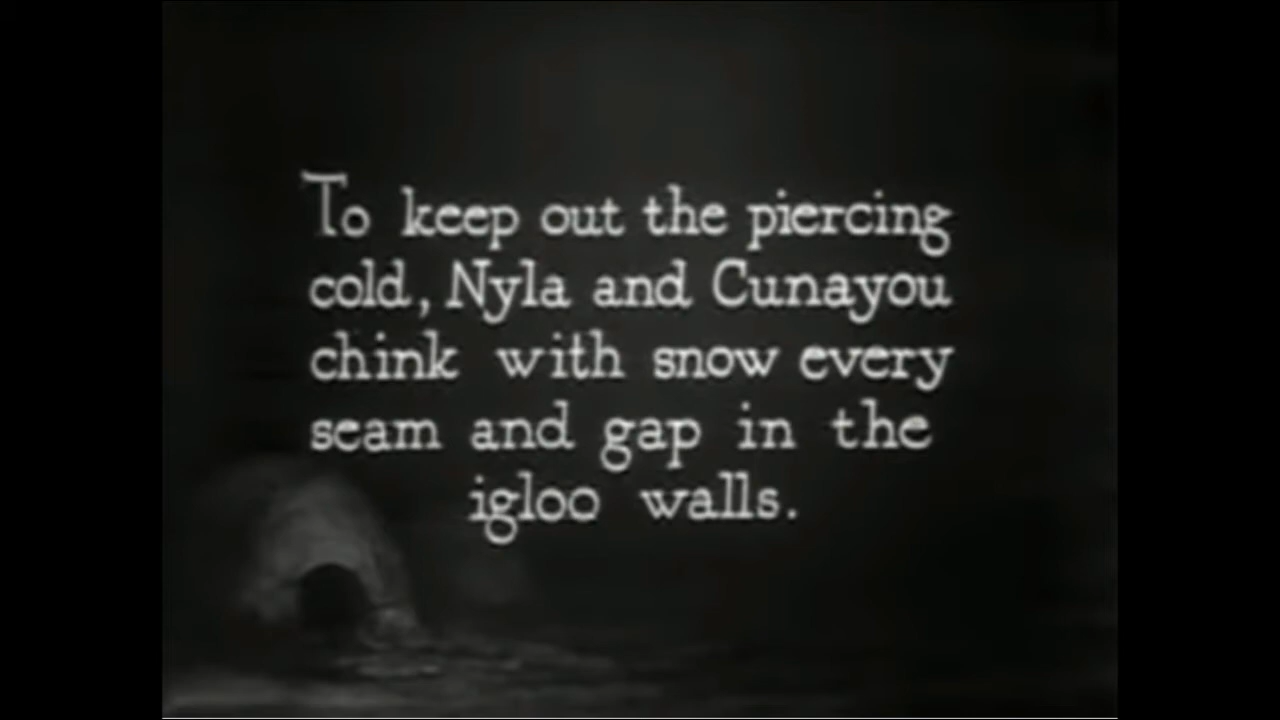 To keep out the piercing
cold, Nyla and Cunayou
chink with snow every
seam and gap in the
igloo walls.